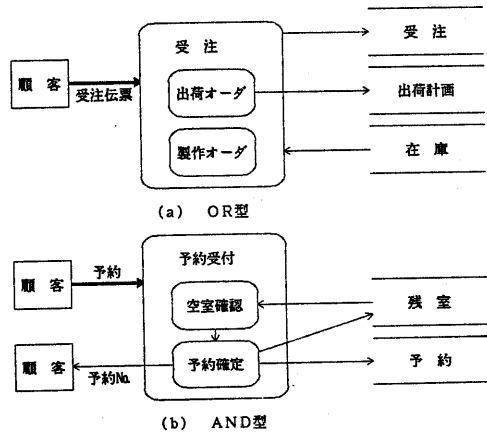 受 注
受 注
顧 客
受注伝票
出荷オーダ
出荷計画
製作オーダ
在 庫
(a) OR型
予約
予約受付
顧 客
空室確認
残 室
顧 客
予約No.
予約確定
予 約
(b) AND型